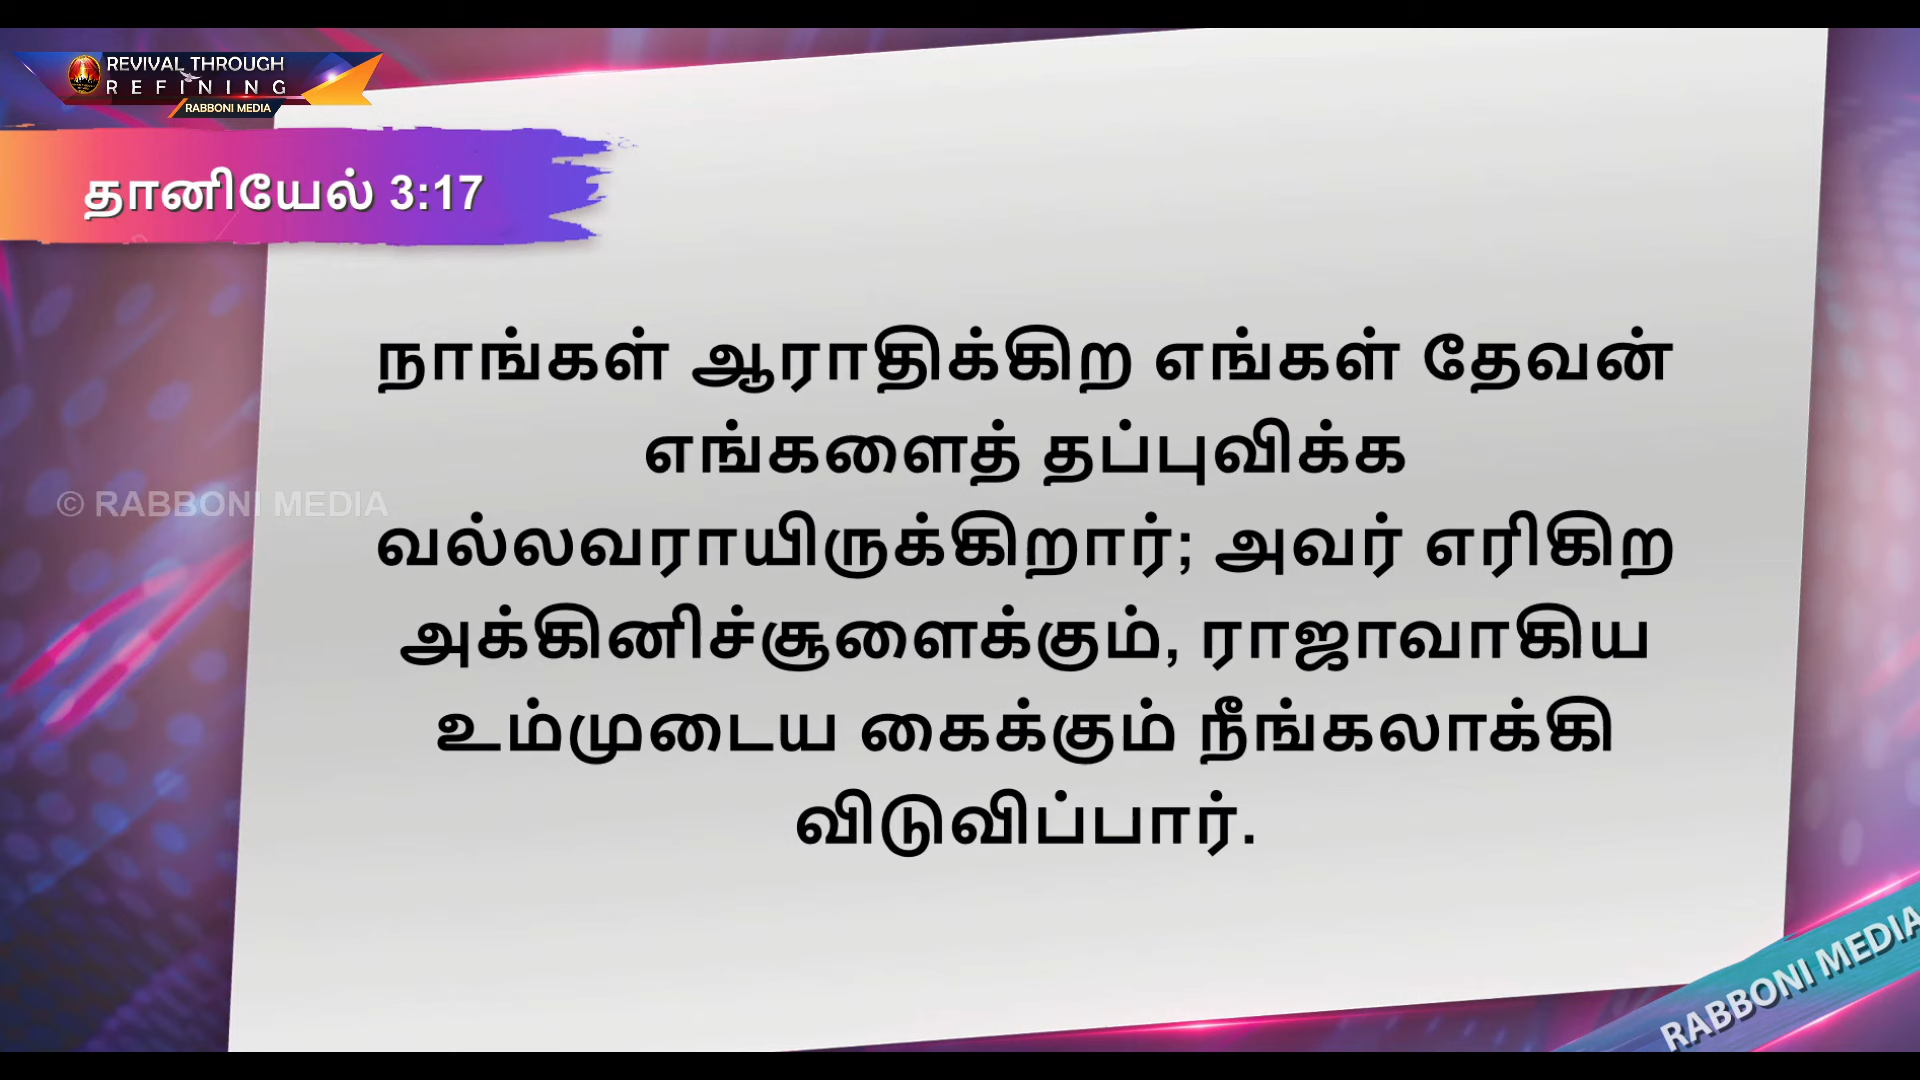 REVIVAL THROUGH
REFINING
RABBONI MEDIA
தானியேல் 3:17
நாங்கள் ஆராதிக்கிற எங்கள் தேவன்
எங்களைத் தப்புவிக்க
© RABBONI MEDIA
வல்லவராயிருக்கிறார்; அவர் எரிகிற
அக்கினிச்சூளைக்கும், ராஜாவாகிய
உம்முடைய கைக்கும் நீங்கலாக்கி
விடுவிப்பார்.
RABBONI MEDIA